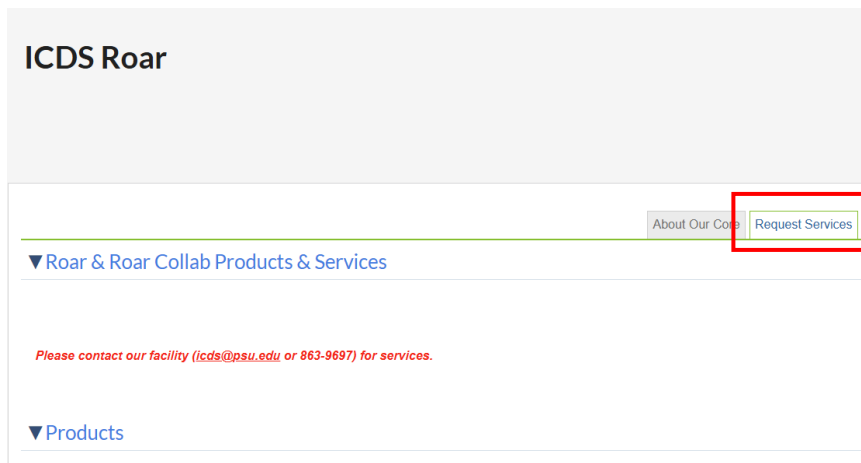 ICDS Roar
About Our Core
Request Services
▼Roar & Roar Collab Products & Services
Please contact our facility (icds@psu.edu or 863-9697) for services.
▼Products